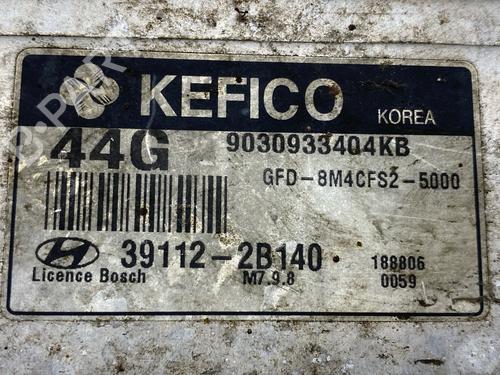 KEFICO KOREA
44G 9030933404KB
GFD-8M4CFS2-5000
39112-2B140 188806
Licence Bosch M7.9.8 0059